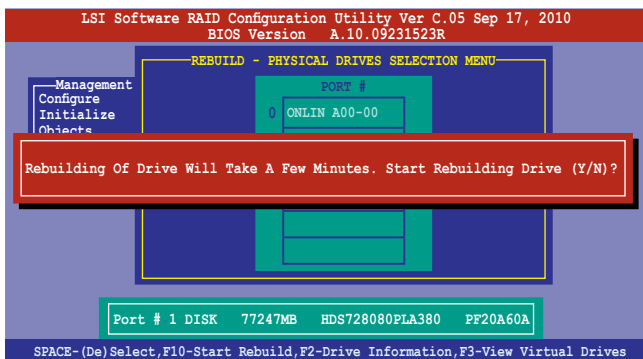 LSI Software RAID Configuration Utility Ver C.05 Sep 17, 2010
BIOS Version A.10.09231523R
REBUILD - PHYSICAL DRIVES SELECTION MENU
Management
PORT #
Configure
Initialize
0 ONLIN A00-00
Objects
Rebuilding Of Drive Will Take A Few Minutes. Start Rebuilding Drive (Y/N)?
Port # 1 DISK 77247MB HDS728080PLA380 PF20A60A
SPACE-(De)Select,F10-Start Rebuild,F2-Drive Information,F3-View Virtual Drives